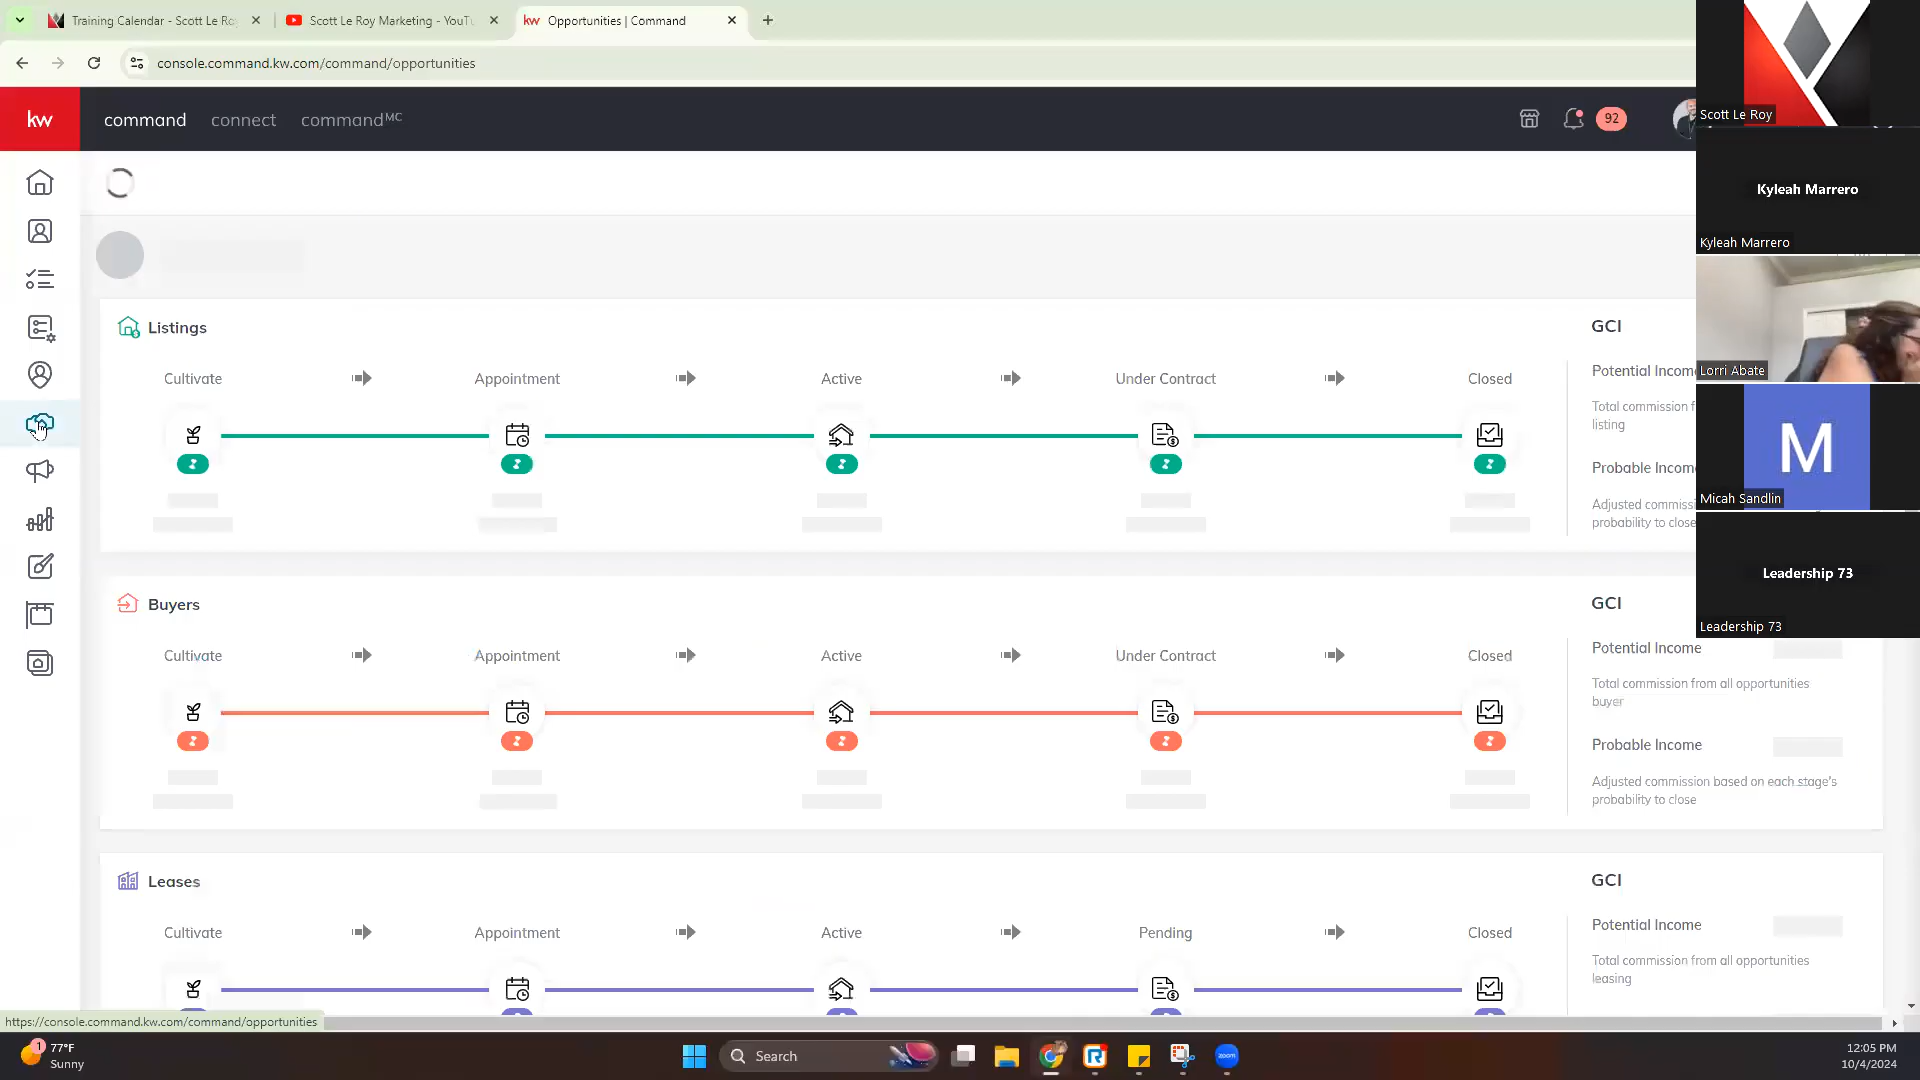 Training Calendar - Scott Le Ro
Scott Le Roy Marketing - YouTu
kw Opportunities | Command
console.command.kw.com/command/opportunities
kw command connect commandMC
92
Scott Le Roy
Kyleah Marrero
Kyleah Marrero
Lorri Abate
M
Micah Sandlin
Leadership 73
Leadership 73
Listings
Cultivate Appointment Active Under Contract Closed
GCI
Potential Income
Total commission f
listing
Probable Income
Adjusted commiss
probability to close
Buyers
Cultivate Appointment Active Under Contract Closed
GCI
Potential Income
Total commission from all opportunities
buyer
Probable Income
Adjusted commission based on each stage's
probability to close
Leases
Cultivate Appointment Active Pending Closed
GCI
Potential Income
Total commission from all opportunities
leasing
https://console.command.kw.com/command/opportunities
1
77°F
Sunny
Search
R
zoom
12:05 PM
10/4/2024